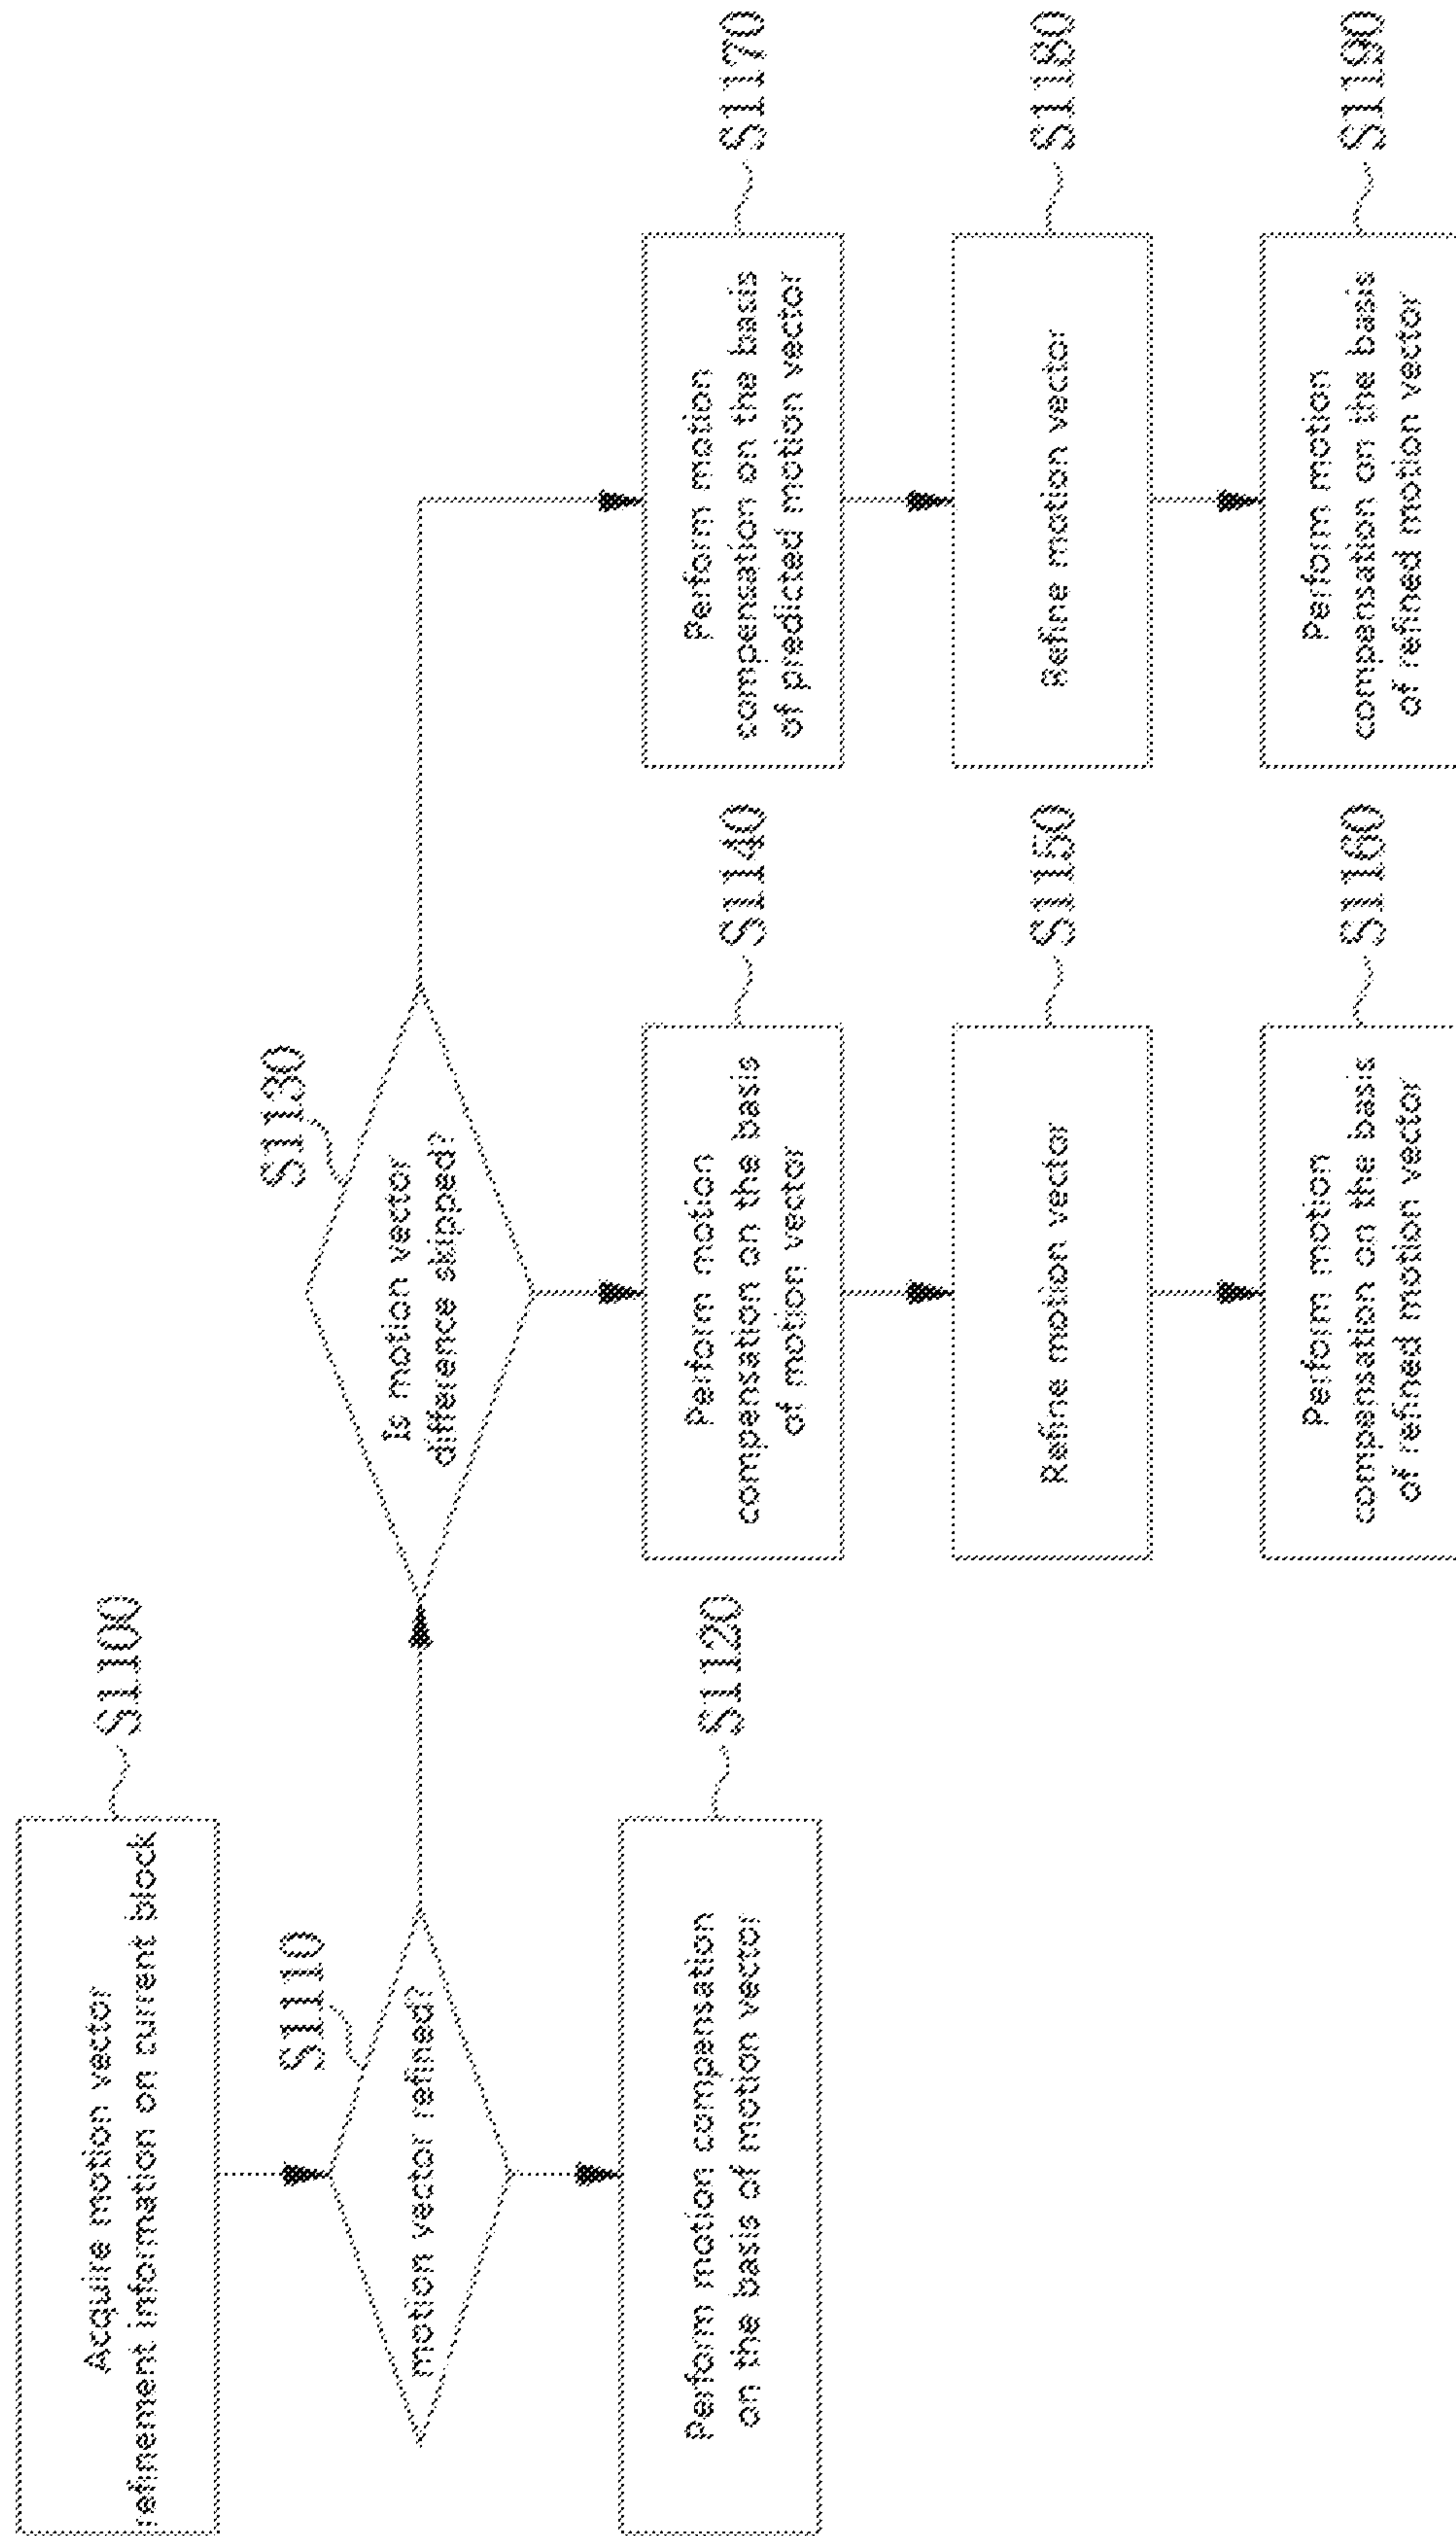 Acquire motion vector
refinement information on current block
S1100
motion vector refined?
S1110
Perform motion compensation
on the basis of motion vector
S1120
Is motion vector
difference skipped?
S1130
Perform motion
compensation on the basis
of motion vector
S1140
Refine motion vector
S1150
Perform motion
compensation on the basis
of refined motion vector
S1160
Perform motion
compensation on the basis
of predicted motion vector
S1170
Refine motion vector
S1180
Perform motion
compensation on the basis
of refined motion vector
S1190